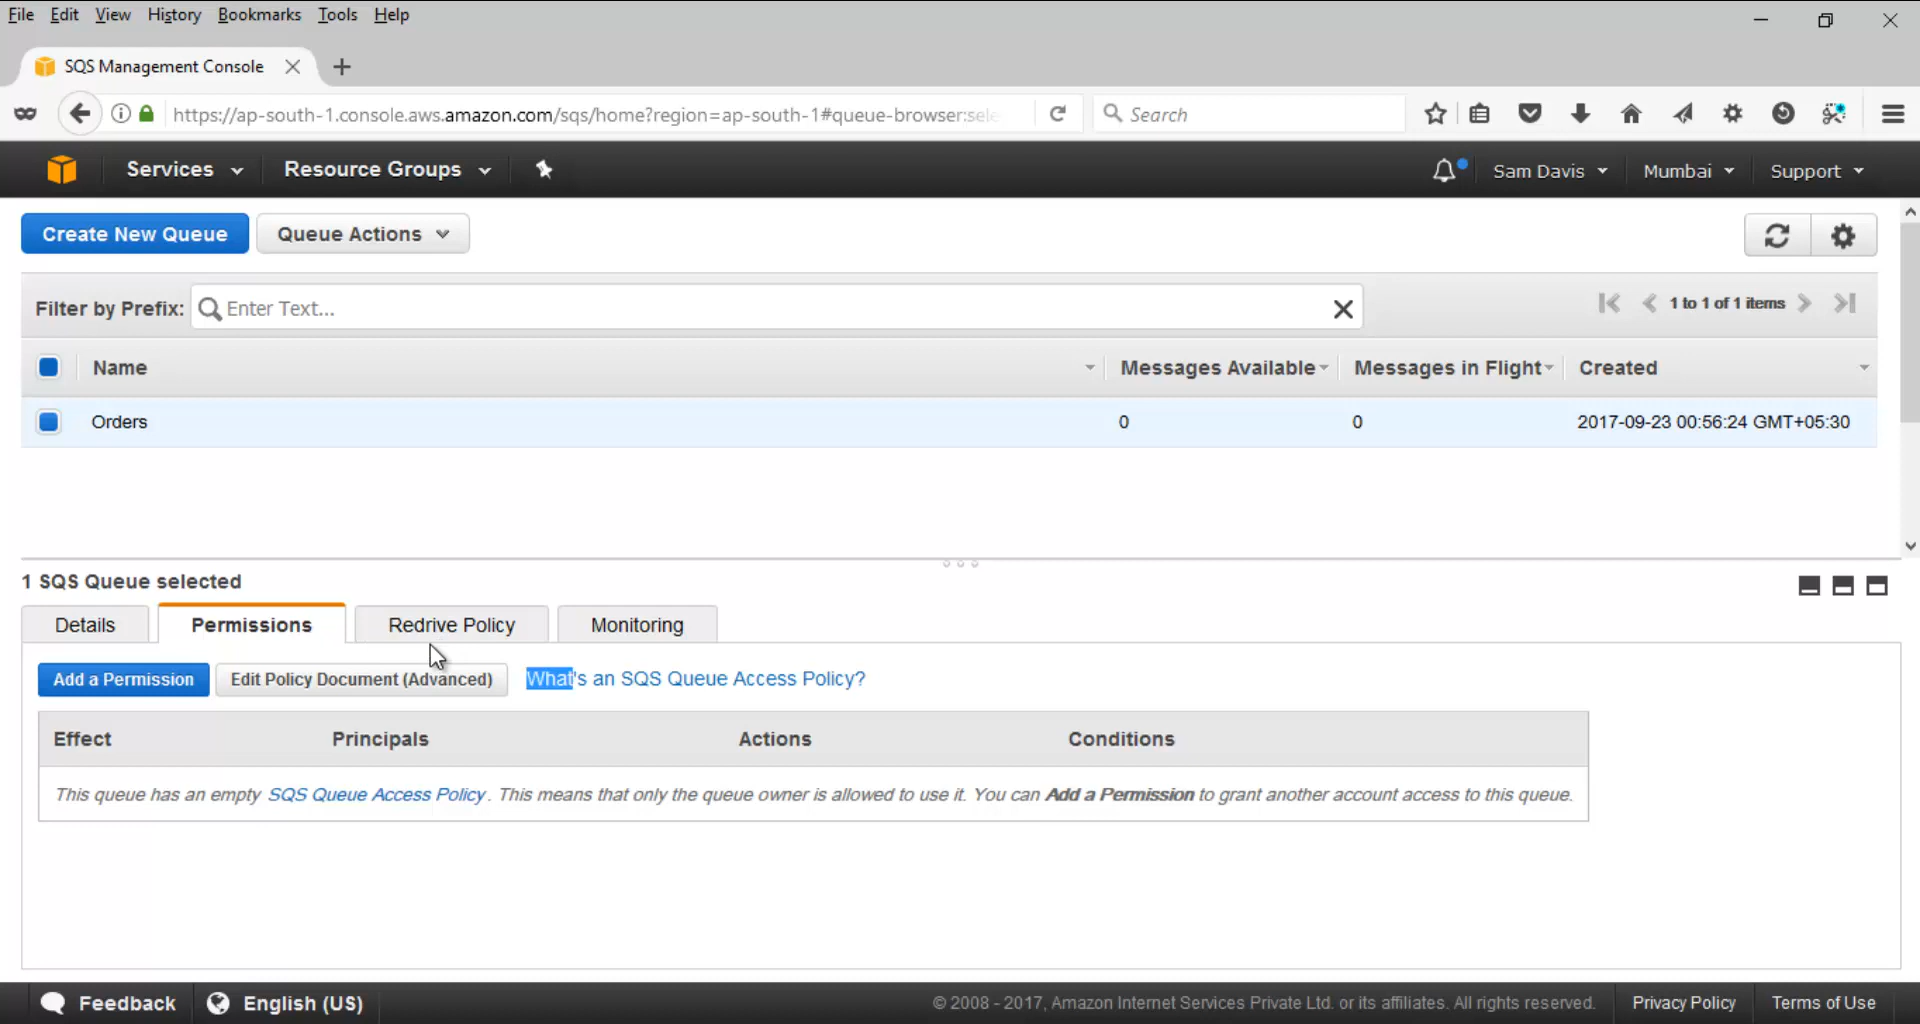 File Edit View History Bookmarks Tools Help
SQS Management Console
https://ap-south-1.console.aws.amazon.com/sqs/home?region=ap-south-1#queue-browser:sele
Search
Services Resource Groups Sam Davis Mumbai Support
Create New Queue Queue Actions
Filter by Prefix: Enter Text... 1 to 1 of 1 items
Name Messages Available Messages in Flight Created
Orders 0 0 2017-09-23 00:56:24 GMT+05:30
1 SQS Queue selected
Details Permissions Redrive Policy Monitoring
Add a Permission Edit Policy Document (Advanced) What's an SQS Queue Access Policy?
Effect Principals Actions Conditions
This queue has an empty SQS Queue Access Policy. This means that only the queue owner is allowed to use it. You can Add a Permission to grant another account access to this queue.
Feedback English (US) © 2008 - 2017, Amazon Internet Services Private Ltd. or its affiliates. All rights reserved. Privacy Policy Terms of Use